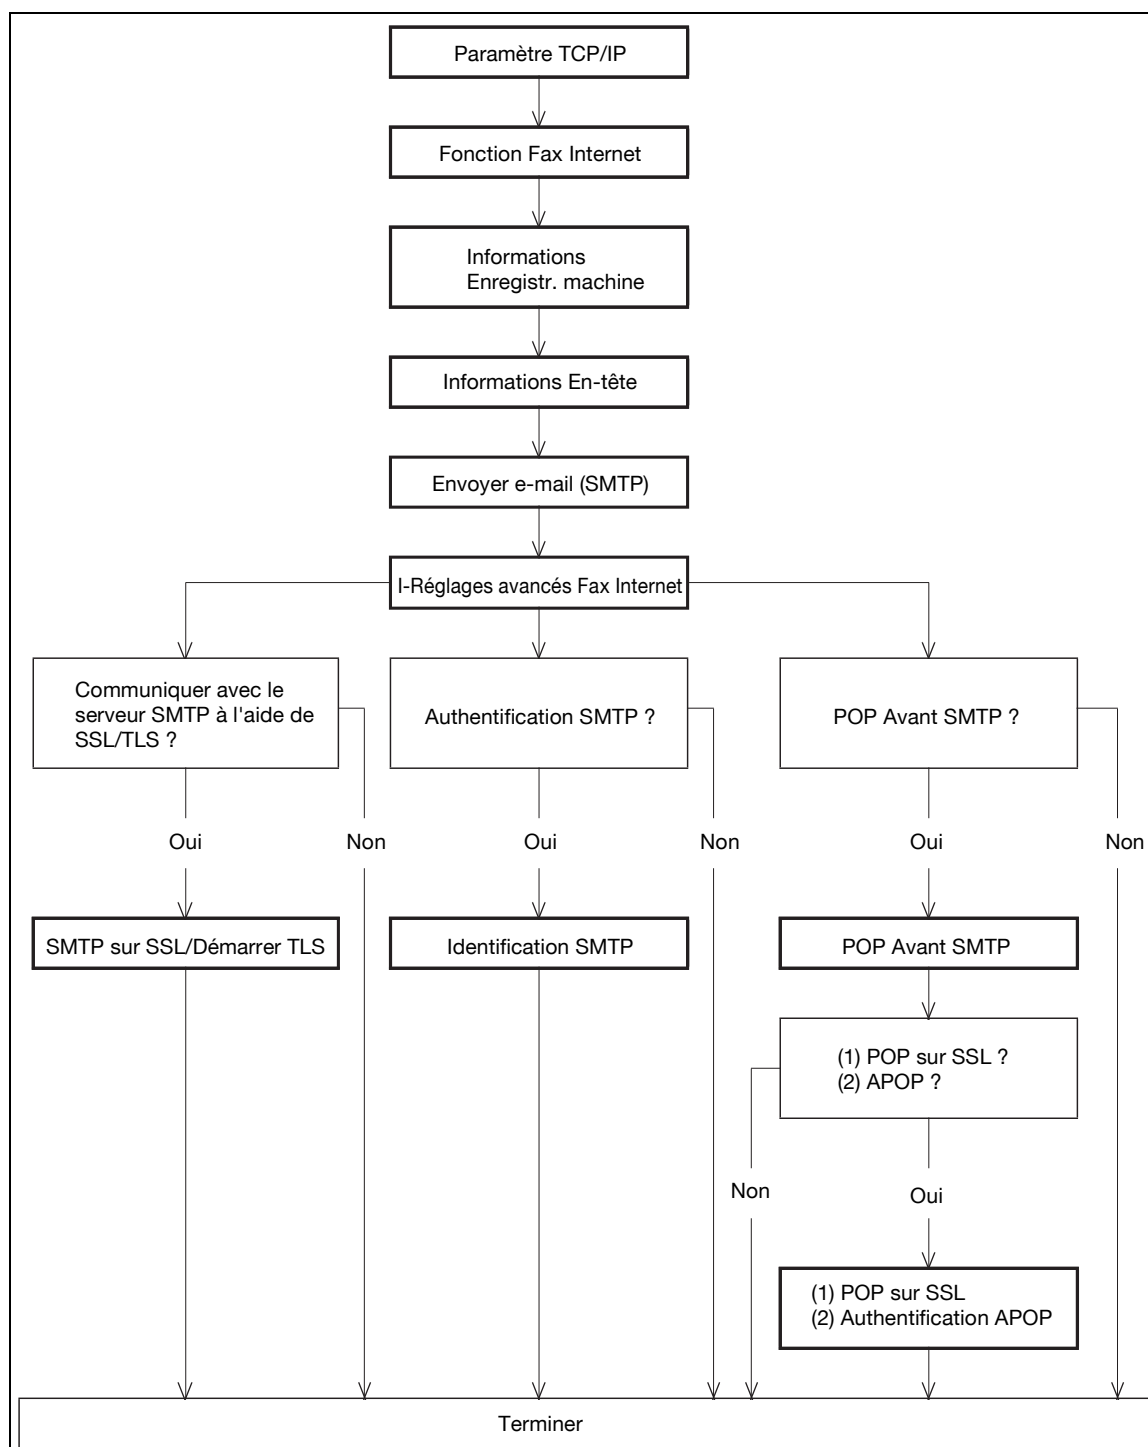 Paramètre TCP/IP
Fonction Fax Internet
Informations
Enregistr. machine
Informations En-tête
Envoyer e-mail (SMTP)
I-Réglages avancés Fax Internet
Communiquer avec le
serveur SMTP à l'aide de
SSL/TLS ?
Authentification SMTP ?
POP Avant SMTP ?
Oui
Non
Oui
Non
Oui
Non
SMTP sur SSL/Démarrer TLS
Identification SMTP
POP Avant SMTP
(1) POP sur SSL ?
(2) APOP ?
Non
Oui
(1) POP sur SSL
(2) Authentification APOP
Terminer